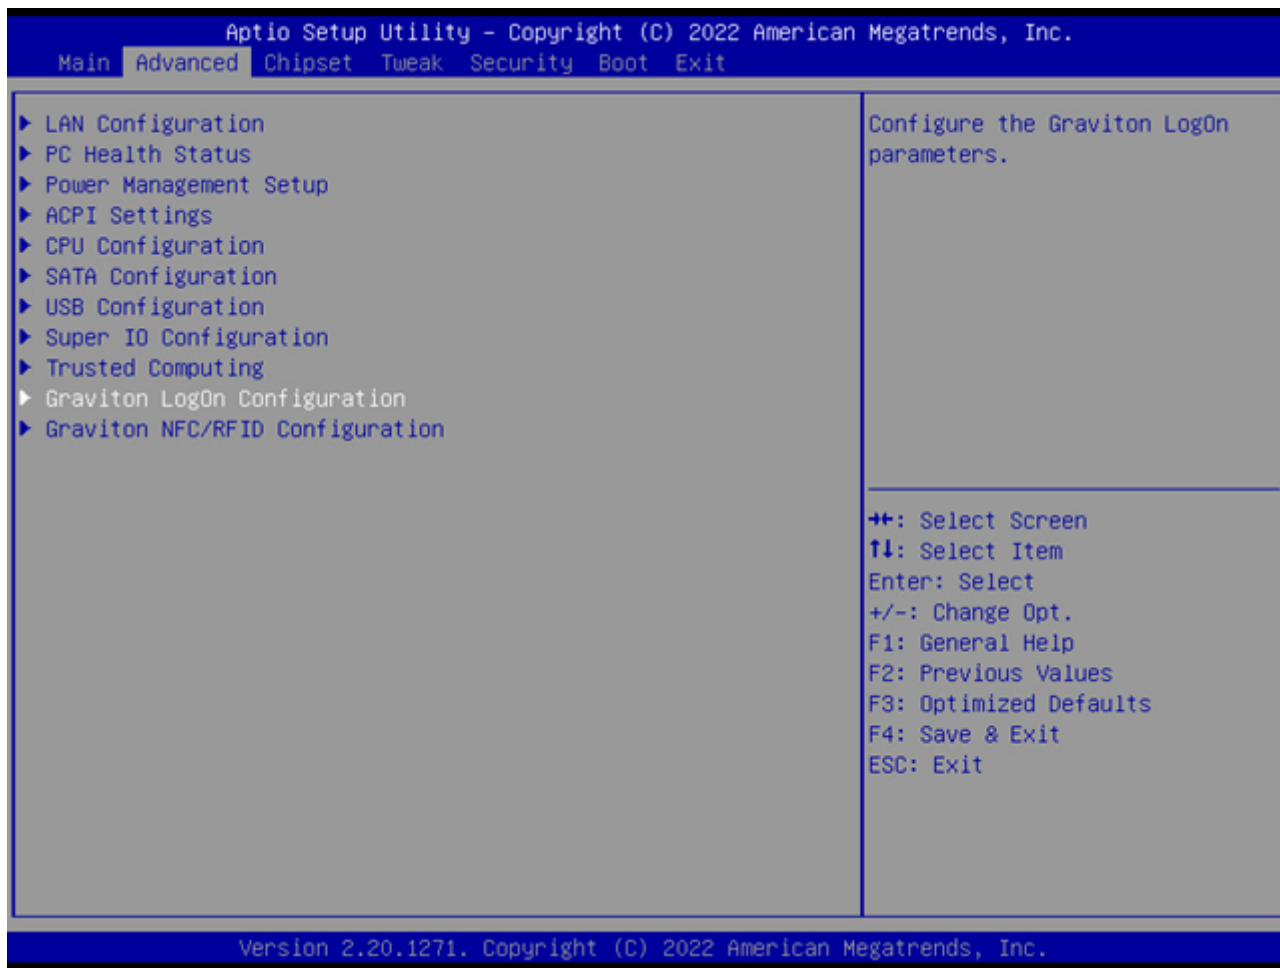 Aptio Setup Utility – Copyright (C) 2022 American Megatrends, Inc.
Main Advanced Chipset Tweak Security Boot Exit
► LAN Configuration
► PC Health Status
► Power Management Setup
► ACPI Settings
► CPU Configuration
► SATA Configuration
► USB Configuration
► Super IO Configuration
► Trusted Computing
► Graviton LogOn Configuration
► Graviton NFC/RFID Configuration
Configure the Graviton LogOn
parameters.
→←: Select Screen
↑↓: Select Item
Enter: Select
+/-: Change Opt.
F1: General Help
F2: Previous Values
F3: Optimized Defaults
F4: Save & Exit
ESC: Exit
Version 2.20.1271. Copyright (C) 2022 American Megatrends, Inc.